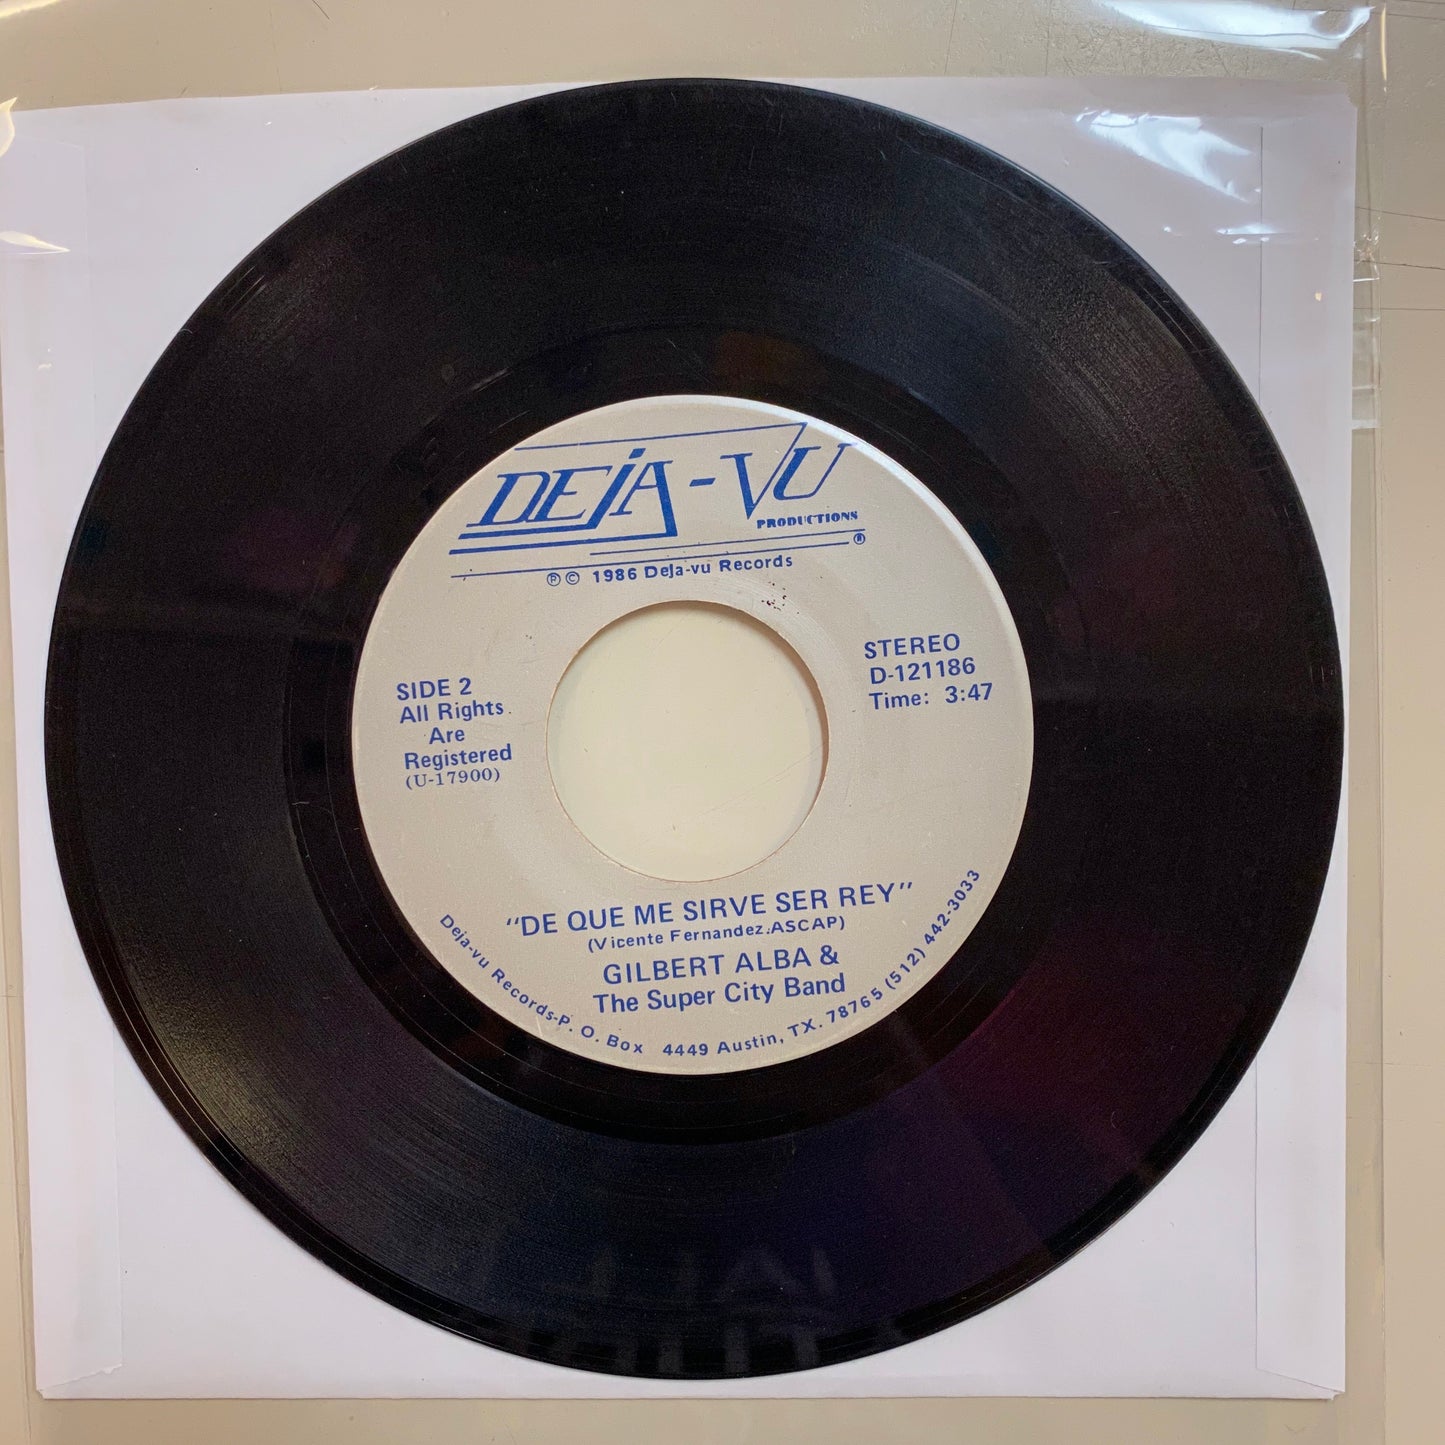 DEJA-VU
PRODUCTIONS
®
Ⓟ © 1986 Deja-vu Records
STEREO
D-121186
Time: 3:47
SIDE 2
All Rights
Are
Registered
(U-17900)
"DE QUE ME SIRVE SER REY"
(Vicente Fernandez.ASCAP)
GILBERT ALBA &
The Super City Band
Deja-vu Records-P. O. Box 4449 Austin, TX. 78765 (512) 442-3033